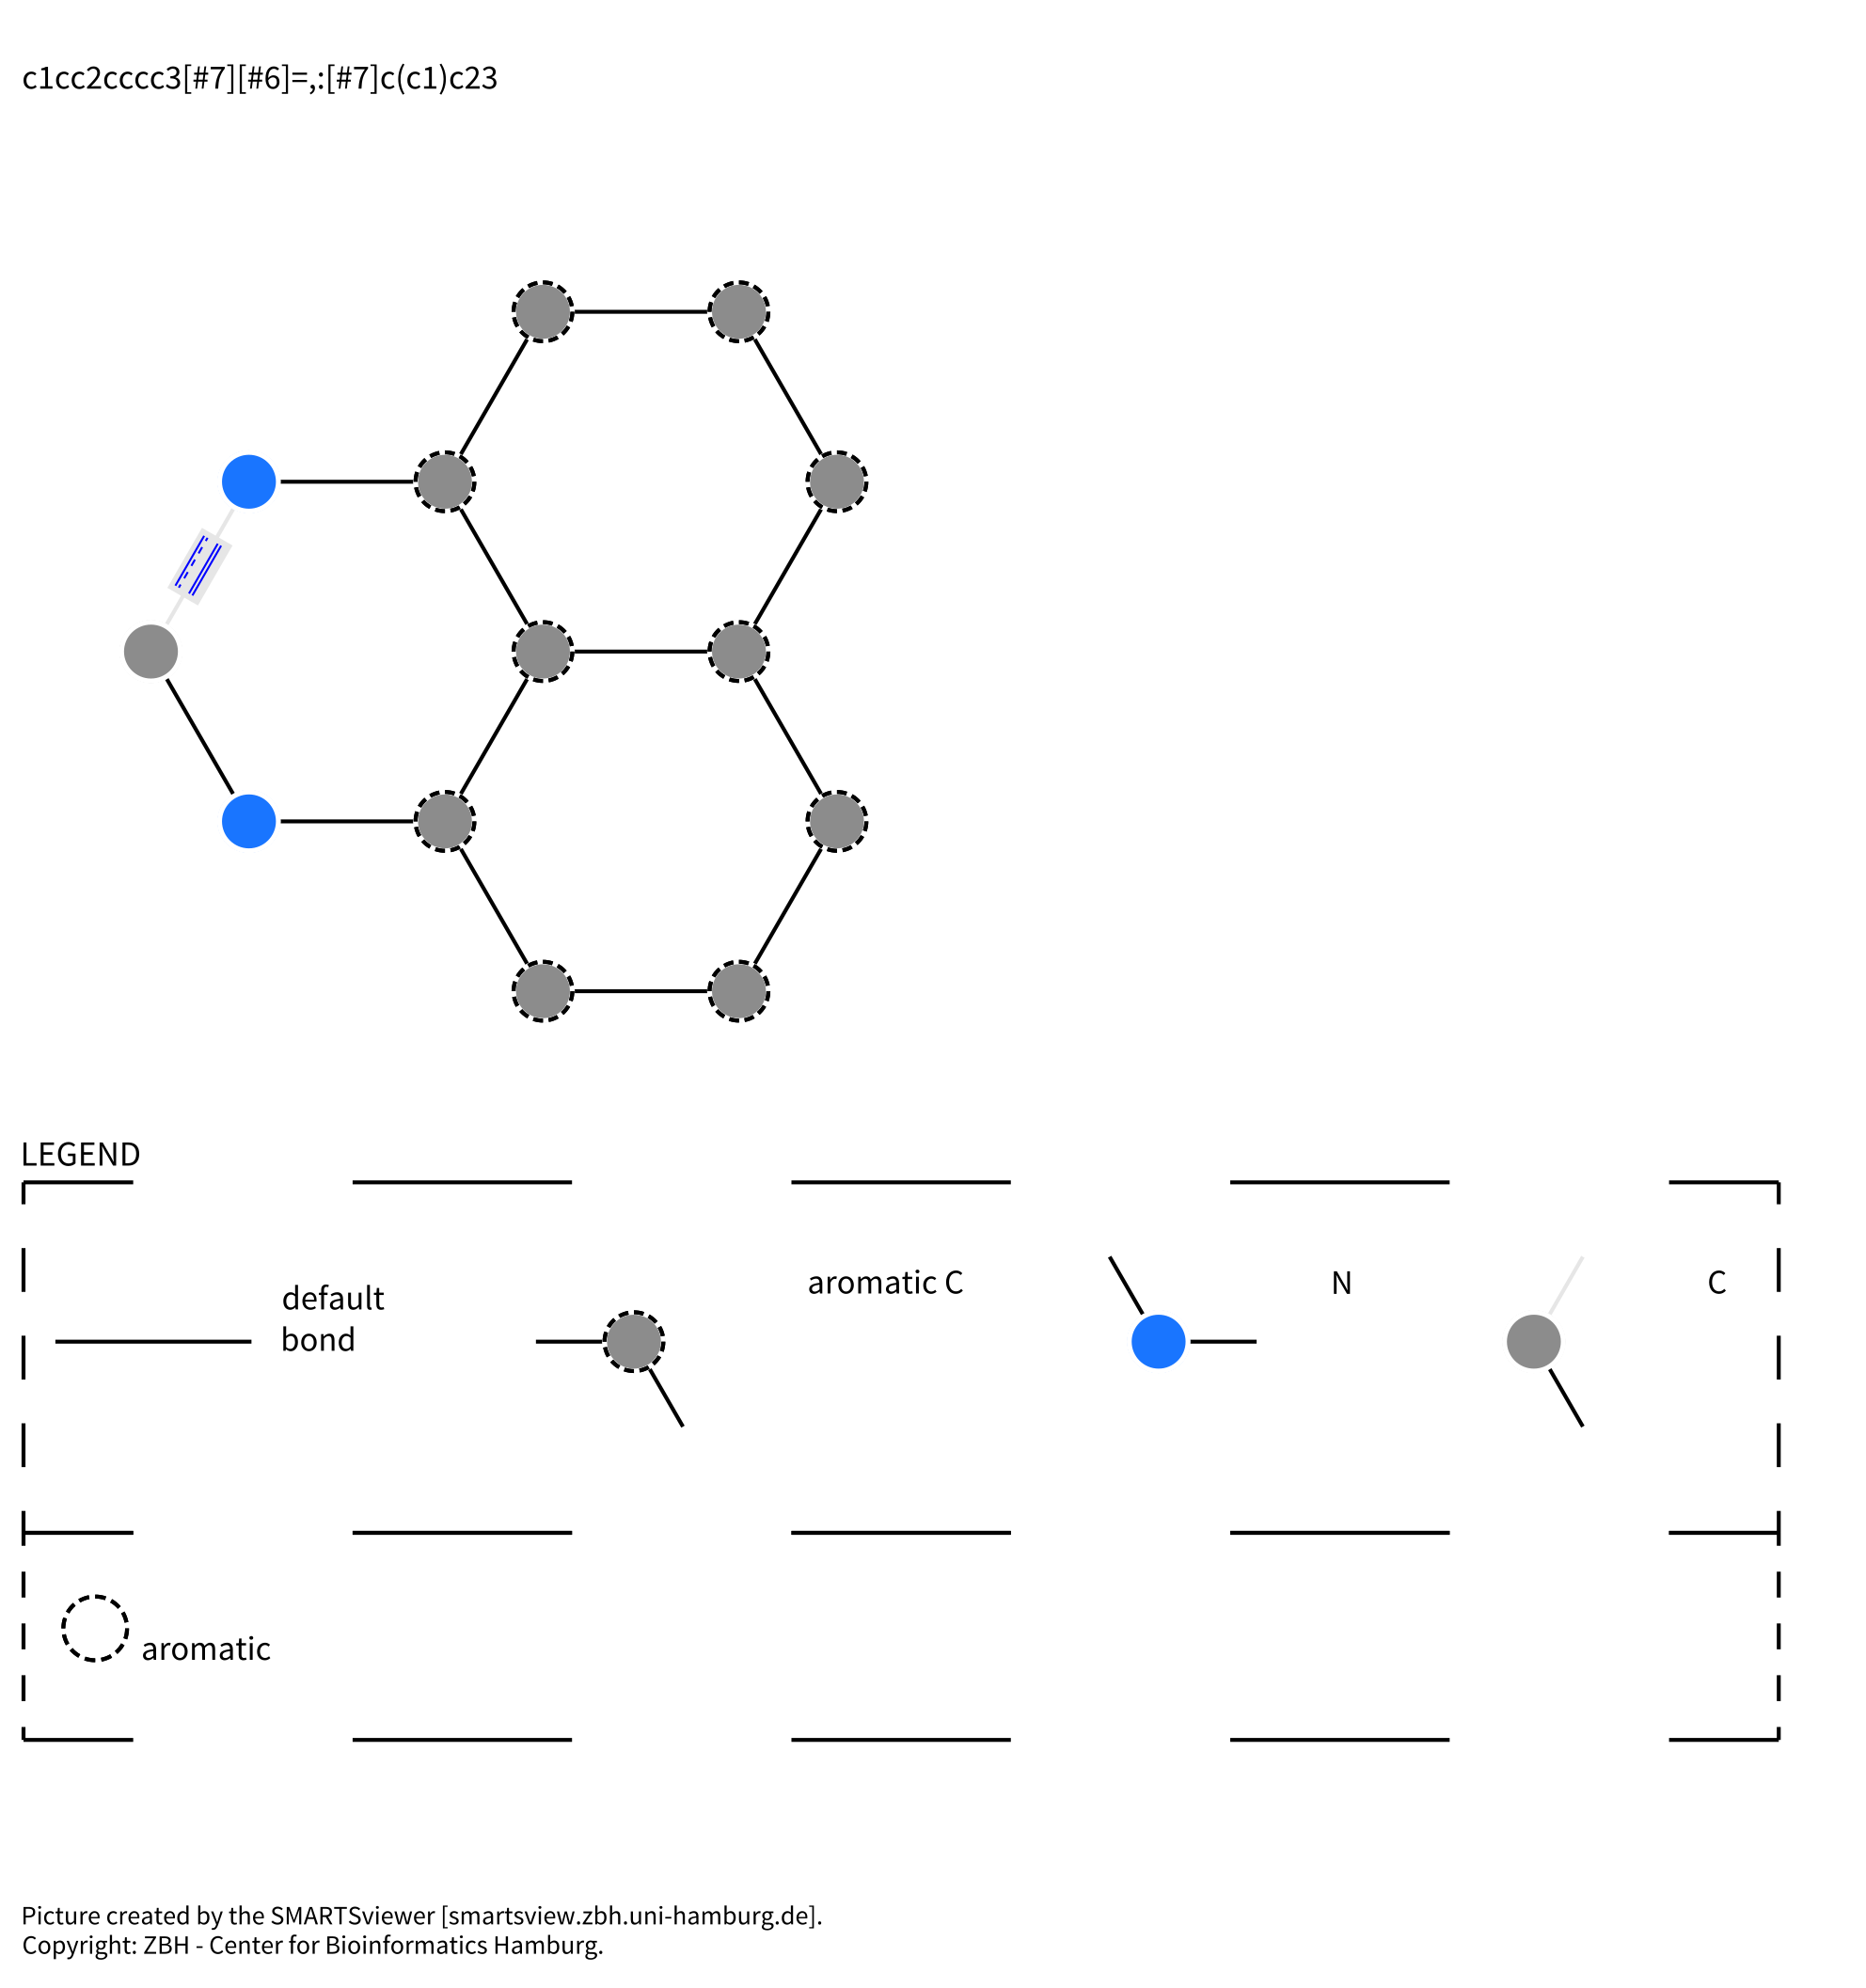 c1cc2cccc3[#7][#6]=,:[#7]c(c1)c23
LEGEND
default
bond
aromatic C
N
C
aromatic
Picture created by the SMARTSviewer [smartsview.zbh.uni-hamburg.de].
Copyright: ZBH - Center for Bioinformatics Hamburg.